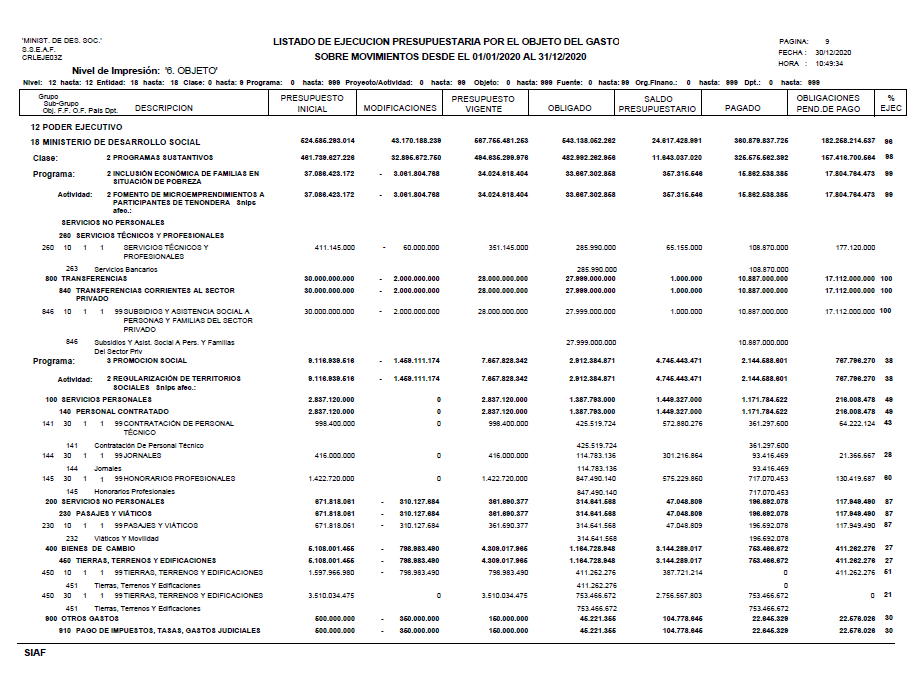 'MINIST. DE DES. SOC.'
S.S.E.A.F.
CRLEJE03Z
LISTADO DE EJECUCION PRESUPUESTARIA POR EL OBJETO DEL GASTO
SOBRE MOVIMIENTOS DESDE EL 01/01/2020 AL 31/12/2020
PAGINA: 9
FECHA : 30/12/2020
HORA : 10:49:34
Nivel de Impresión: '6. OBJETO'
Nivel: 12 hasta: 12 Entidad: 18 hasta: 18 Clase: 0 hasta: 9 Programa: 0 hasta: 999 Proyecto/Actividad: 0 hasta: 99 Objeto: 0 hasta: 999 Fuente: 0 hasta: 99 Org.Finano.: 0 hasta: 999 Dpt.: 0 hasta: 999
Grupo
Sub-Grupo
Obj. F.F. O.F. País Dpt. DESCRIPCION PRESUPUESTO INICIAL MODIFICACIONES PRESUPUESTO VIGENTE OBLIGADO SALDO PRESUPUESTARIO PAGADO OBLIGACIONES PEND.DE PAGO % EJEC
12 PODER EJECUTIVO
18 MINISTERIO DE DESARROLLO SOCIAL 524.585.293.014 43.170.188.239 567.755.481.253 543.138.052.262 24.617.428.991 360.879.837.725 182.258.214.537 96
Clase: 2 PROGRAMAS SUSTANTIVOS 461.739.627.226 32.895.672.750 494.635.299.976 482.992.262.956 11.643.037.020 325.575.562.392 157.416.700.564 98
Programa: 2 INCLUSIÓN ECONÓMICA DE FAMILIAS EN 37.086.423.172 - 3.061.804.768 34.024.618.404 33.667.302.858 357.315.546 15.862.538.385 17.804.764.473 99
SITUACIÓN DE POBREZA
Actividad: 2 FOMENTO DE MICROEMPRENDIMIENTOS A 37.086.423.172 - 3.061.804.768 34.024.618.404 33.667.302.858 357.315.546 15.862.538.385 17.804.764.473 99
PARTICIPANTES DE TENONDERA Snips
afec.:
SERVICIOS NO PERSONALES
260 SERVICIOS TÉCNICOS Y PROFESIONALES
260 10 1 1 SERVICIOS TÉCNICOS Y 411.145.000 - 60.000.000 351.145.000 285.990.000 65.155.000 108.870.000 177.120.000
PROFESIONALES
263 Servicios Bancarios 285.990.000 108.870.000
800 TRANSFERENCIAS 30.000.000.000 - 2.000.000.000 28.000.000.000 27.999.000.000 1.000.000 10.887.000.000 17.112.000.000 100
840 TRANSFERENCIAS CORRIENTES AL SECTOR 30.000.000.000 - 2.000.000.000 28.000.000.000 27.999.000.000 1.000.000 10.887.000.000 17.112.000.000 100
PRIVADO
846 10 1 1 99 SUBSIDIOS Y ASISTENCIA SOCIAL A 30.000.000.000 - 2.000.000.000 28.000.000.000 27.999.000.000 1.000.000 10.887.000.000 17.112.000.000 100
PERSONAS Y FAMILIAS DEL SECTOR
PRIVADO
846 Subsidios Y Asist. Social A Pers. Y Familias 27.999.000.000 10.887.000.000
Del Sector Priv
Programa: 3 PROMOCION SOCIAL 9.116.939.516 - 1.459.111.174 7.657.828.342 2.912.384.871 4.745.443.471 2.144.588.601 767.796.270 38
Actividad: 2 REGULARIZACIÓN DE TERRITORIOS 9.116.939.516 - 1.459.111.174 7.657.828.342 2.912.384.871 4.745.443.471 2.144.588.601 767.796.270 38
SOCIALES Snips afec.:
100 SERVICIOS PERSONALES 2.837.120.000 0 2.837.120.000 1.387.793.000 1.449.327.000 1.171.784.522 216.008.478 49
140 PERSONAL CONTRATADO 2.837.120.000 0 2.837.120.000 1.387.793.000 1.449.327.000 1.171.784.522 216.008.478 49
141 30 1 1 99 CONTRATACIÓN DE PERSONAL 998.400.000 0 998.400.000 425.519.724 572.880.276 361.297.600 64.222.124 43
TÉCNICO
141 Contratación De Personal Técnico 425.519.724 361.297.600
144 30 1 1 99 JORNALES 416.000.000 0 416.000.000 114.783.136 301.216.864 93.416.469 21.366.667 28
144 Jornales 114.783.136 93.416.469
145 30 1 1 99 HONORARIOS PROFESIONALES 1.422.720.000 0 1.422.720.000 847.490.140 575.229.860 717.070.453 130.419.687 60
145 Honorarios Profesionales 847.490.140 717.070.453
200 SERVICIOS NO PERSONALES 671.818.061 - 310.127.684 361.690.377 314.641.568 47.048.809 196.692.078 117.949.490 87
230 PASAJES Y VIÁTICOS 671.818.061 - 310.127.684 361.690.377 314.641.568 47.048.809 196.692.078 117.949.490 87
230 10 1 1 99 PASAJES Y VIÁTICOS 671.818.061 - 310.127.684 361.690.377 314.641.568 47.048.809 196.692.078 117.949.490 87
232 Viáticos Y Movilidad 314.641.568 196.692.078
400 BIENES DE CAMBIO 5.108.001.455 - 798.983.490 4.309.017.965 1.164.728.948 3.144.289.017 753.466.672 411.262.276 27
450 TIERRAS, TERRENOS Y EDIFICACIONES 5.108.001.455 - 798.983.490 4.309.017.965 1.164.728.948 3.144.289.017 753.466.672 411.262.276 27
450 10 1 1 99 TIERRAS, TERRENOS Y EDIFICACIONES 1.597.966.980 - 798.983.490 798.983.490 411.262.276 387.721.214 0 411.262.276 51
451 Tierras, Terrenos Y Edificaciones 411.262.276 0
450 30 1 1 99 TIERRAS, TERRENOS Y EDIFICACIONES 3.510.034.475 0 3.510.034.475 753.466.672 2.756.567.803 753.466.672 0 21
451 Tierras, Terrenos Y Edificaciones 753.466.672 753.466.672
900 OTROS GASTOS 500.000.000 - 350.000.000 150.000.000 45.221.355 104.778.645 22.645.329 22.576.026 30
910 PAGO DE IMPUESTOS, TASAS, GASTOS JUDICIALES 500.000.000 - 350.000.000 150.000.000 45.221.355 104.778.645 22.645.329 22.576.026 30
SIAF